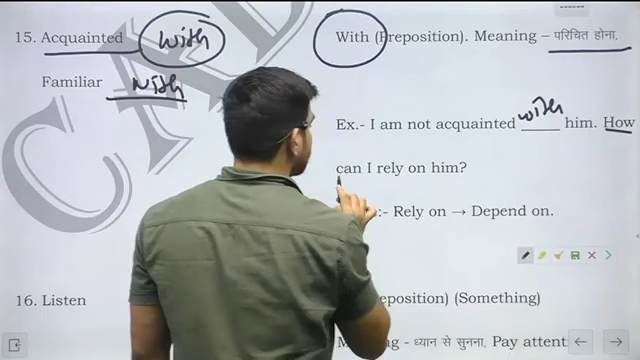 15. Acquainted with With (Preposition). Meaning – परिचित होना.
Familiar with
Ex.- I am not acquainted with him. How
can I rely on him?
:- Rely on → Depend on.
16. Listen eposition) (Something)
g - ध्यान से सुनना, Pay attent